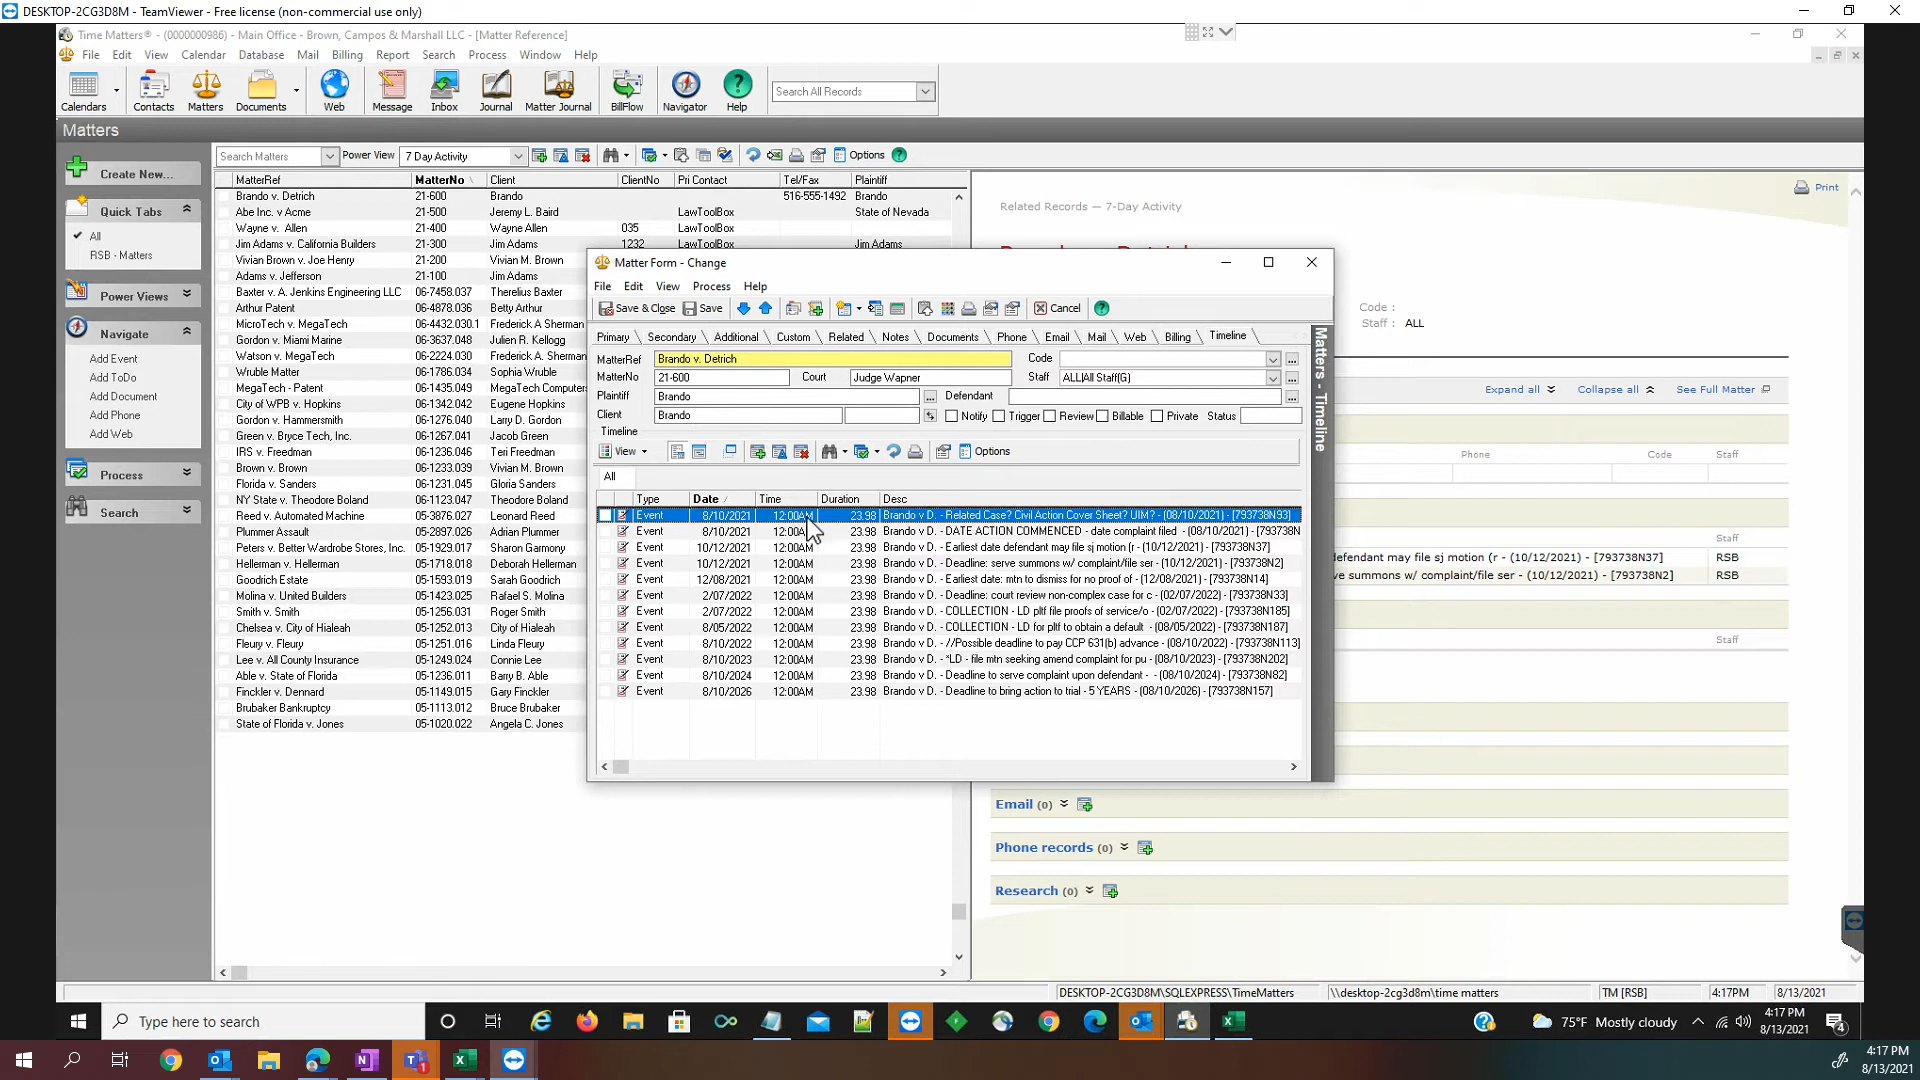 DESKTOP-2CG3D8M - TeamViewer - Free license (non-commercial use only)
Time Matters® - (0000000986) - Main Office - Brown, Campos & Marshall LLC - [Matter Reference]
File Edit View Calendar Database Mail Billing Report Search Process Window Help
Calendars Contacts Matters Documents Web Message Inbox Journal Matter Journal BillFlow Navigator Help Search All Records
Matters
Create New...
Quick Tabs
All
RSB - Matters
Power Views
Navigate
Add Event
Add ToDo
Add Document
Add Phone
Add Web
Process
Search
Search Matters Power View 7 Day Activity Options
MatterRef MatterNo Client ClientNo Pri Contact Tel/Fax Plaintiff
Brando v. Detrich 21-600 Brando 516-555-1492 Brando
Abe Inc. v Acme 21-500 Jeremy L. Baird LawToolBox State of Nevada
Wayne v. Allen 21-400 Wayne Allen 035 LawToolBox
Jim Adams v. California Builders 21-300 Jim Adams 1232 LawToolBox Jim Adams
Vivian Brown v. Joe Henry 21-200 Vivian M. Brown
Adams v. Jefferson 21-100 Jim Adams
Baxter v. A. Jenkins Engineering LLC 06-7458.037 Therelius Baxter
Arthur Patent 06-4878.036 Betty Arthur
MicroTech v. MegaTech 06-4432.030.1 Frederick A Sherman
Gordon v. Miami Marine 06-3637.048 Julien R. Kellogg
Watson v. MegaTech 06-2224.030 Frederick A. Sherman
Wruble Matter 06-1786.034 Sophia Wruble
MegaTech - Patent 06-1435.049 MegaTech Computers
City of WPB v. Hopkins 06-1342.042 Eugene Hopkins
Gordon v. Hammersmith 06-1276.040 Larry D. Gordon
Green v. Bryce Tech, Inc. 06-1267.041 Jacob Green
IRS v. Freedman 06-1236.046 Teri Freedman
Brown v. Brown 06-1233.039 Vivian M. Brown
Florida v. Sanders 06-1231.045 Gloria Sanders
NY State v. Theodore Boland 06-1123.047 Theodore Boland
Reed v. Automated Machine 05-3876.027 Leonard Reed
Plummer Assault 05-2897.026 Adrian Plummer
Peters v. Better Wardrobe Stores, Inc. 05-1929.017 Sharon Garmony
Hellerman v. Hellerman 05-1718.018 Deborah Hellerman
Goodrich Estate 05-1593.019 Sarah Goodrich
Molina v. United Builders 05-1427.015 Rafael S. Molina
Smith v. Smith 05-1256.031 Roger Smith
Chelsea v. City of Hialeah 05-1252.013 City of Hialeah
Fleury v. Fleury 05-1251.016 Linda Fleury
Lee v. All County Insurance 05-1249.024 Connie Lee
Able v. State of Florida 05-1236.011 Barry B. Able
Finckler v. Dennard 05-1149.015 Gary Finckler
Brubaker Bankruptcy 05-1113.012 Bruce Brubaker
State of Florida v. Jones 05-1020.022 Angela C. Jones
Matter Form - Change
File Edit View Process Help
Save & Close Save Cancel
Primary Secondary Additional Custom Related Notes Documents Phone Email Mail Web Billing Timeline
MatterRef Brando v. Detrich Code
MatterNo 21-600 Court Judge Wapner Staff ALL|All Staff(G)
Plaintiff Brando Defendant
Client Brando Notify Trigger Review Billable Private Status
Timeline
View Options
All
Type Date Time Duration Desc
Event 8/10/2021 12:00AM 23.98 Brando v D. - Related Case? Civil Action Cover Sheet? UIM? - (08/10/2021) - [793738N93]
Event 8/10/2021 12:00AM 23.98 Brando v D. - DATE ACTION COMMENCED - date complaint filed - (08/10/2021) - [793738N
Event 10/12/2021 12:00AM 23.98 Brando v D. - Earliest date defendant may file sj motion (r - (10/12/2021) - [793738N37]
Event 10/12/2021 12:00AM 23.98 Brando v D. - Deadline: serve summons w/ complaint/file ser - (10/12/2021) - [793738N2]
Event 12/08/2021 12:00AM 23.98 Brando v D. - Earliest date: mtn to dismiss for no proof of - (12/08/2021) - [793738N14]
Event 2/07/2022 12:00AM 23.98 Brando v D. - Deadline: court review non-complex case for c - (02/07/2022) - [793738N33]
Event 2/07/2022 12:00AM 23.98 Brando v D. - COLLECTION - LD pltf file proofs of service/o - (02/07/2022) - [793738N185]
Event 8/05/2022 12:00AM 23.98 Brando v D. - COLLECTION - LD for pltf to obtain a default - (08/05/2022) - [793738N187]
Event 8/10/2022 12:00AM 23.98 Brando v D. - //Possible deadline to pay CCP 631(b) advance - (08/10/2022) - [793738N113]
Event 8/10/2023 12:00AM 23.98 Brando v D. - *LD - file mtn seeking amend complaint for pu - (08/10/2023) - [793738N202]
Event 8/10/2024 12:00AM 23.98 Brando v D. - Deadline to serve complaint upon defendant - - (08/10/2024) - [793738N82]
Event 8/10/2026 12:00AM 23.98 Brando v D. - Deadline to bring action to trial - 5 YEARS - (08/10/2026) - [793738N157]
Matters - Timeline
Print
Related Records — 7-Day Activity
Code :
Staff : ALL
Expand all Collapse all See Full Matter
Phone Code Staff
Staff
defendant may file sj motion (r - (10/12/2021) - [793738N37] RSB
ve summons w/ complaint/file ser - (10/12/2021) - [793738N2] RSB
Staff
Email (0)
Phone records (0)
Research (0)
DESKTOP-2CG3D8M\SQLEXPRESS\TimeMatters \\desktop-2cg3d8m\time matters TM [RSB] 4:17PM 8/13/2021
Type here to search
75°F Mostly cloudy
4:17 PM
8/13/2021
4
1
4:17 PM
8/13/2021